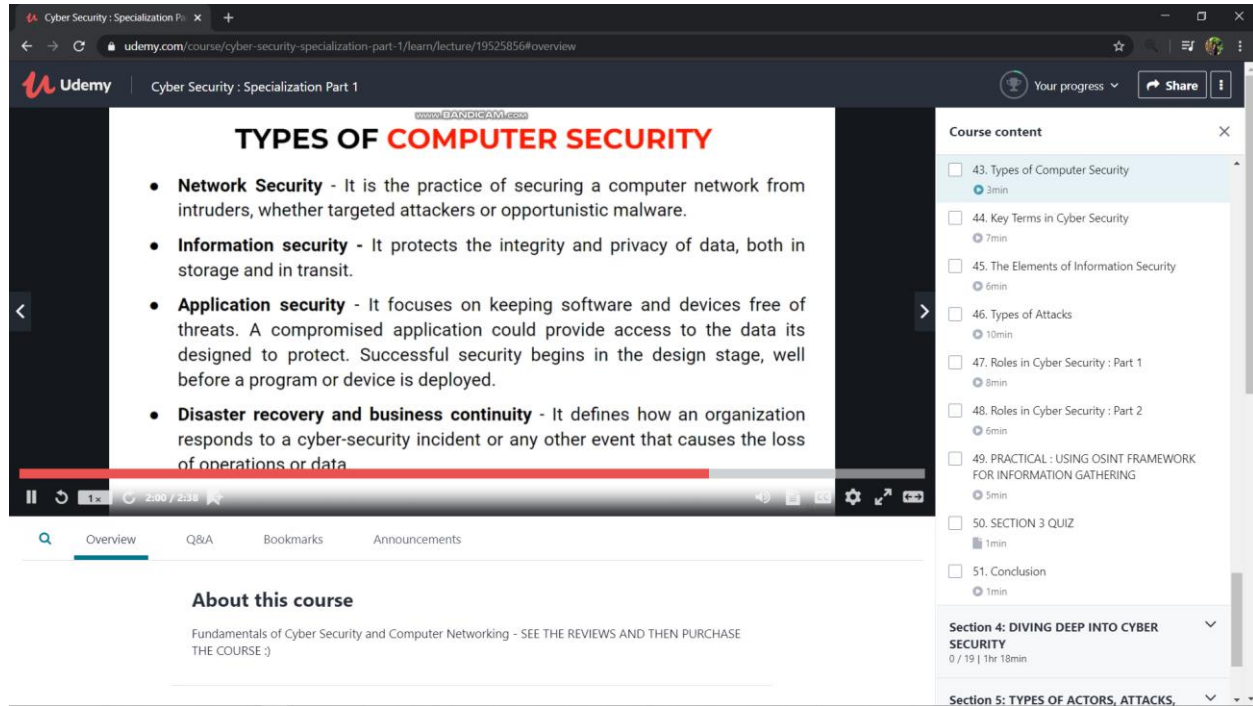 Cyber Security : Specialization Pa
udemy.com/course/cyber-security-specialization-part-1/learn/lecture/19525856#overview
Udemy
Cyber Security : Specialization Part 1
Your progress
Share
www.BANDICAM.com
TYPES OF COMPUTER SECURITY
● Network Security - It is the practice of securing a computer network from
intruders, whether targeted attackers or opportunistic malware.
● Information security - It protects the integrity and privacy of data, both in
storage and in transit.
● Application security - It focuses on keeping software and devices free of
threats. A compromised application could provide access to the data its
designed to protect. Successful security begins in the design stage, well
before a program or device is deployed.
● Disaster recovery and business continuity - It defines how an organization
responds to a cyber-security incident or any other event that causes the loss
of operations or data
1x
2:00 / 2:38
Overview
Q&A
Bookmarks
Announcements
About this course
Fundamentals of Cyber Security and Computer Networking - SEE THE REVIEWS AND THEN PURCHASE
THE COURSE :)
Course content
43. Types of Computer Security
3min
44. Key Terms in Cyber Security
7min
45. The Elements of Information Security
6min
46. Types of Attacks
10min
47. Roles in Cyber Security : Part 1
8min
48. Roles in Cyber Security : Part 2
6min
49. PRACTICAL : USING OSINT FRAMEWORK
FOR INFORMATION GATHERING
5min
50. SECTION 3 QUIZ
1min
51. Conclusion
1min
Section 4: DIVING DEEP INTO CYBER
SECURITY
0 / 19 | 1hr 18min
Section 5: TYPES OF ACTORS, ATTACKS,